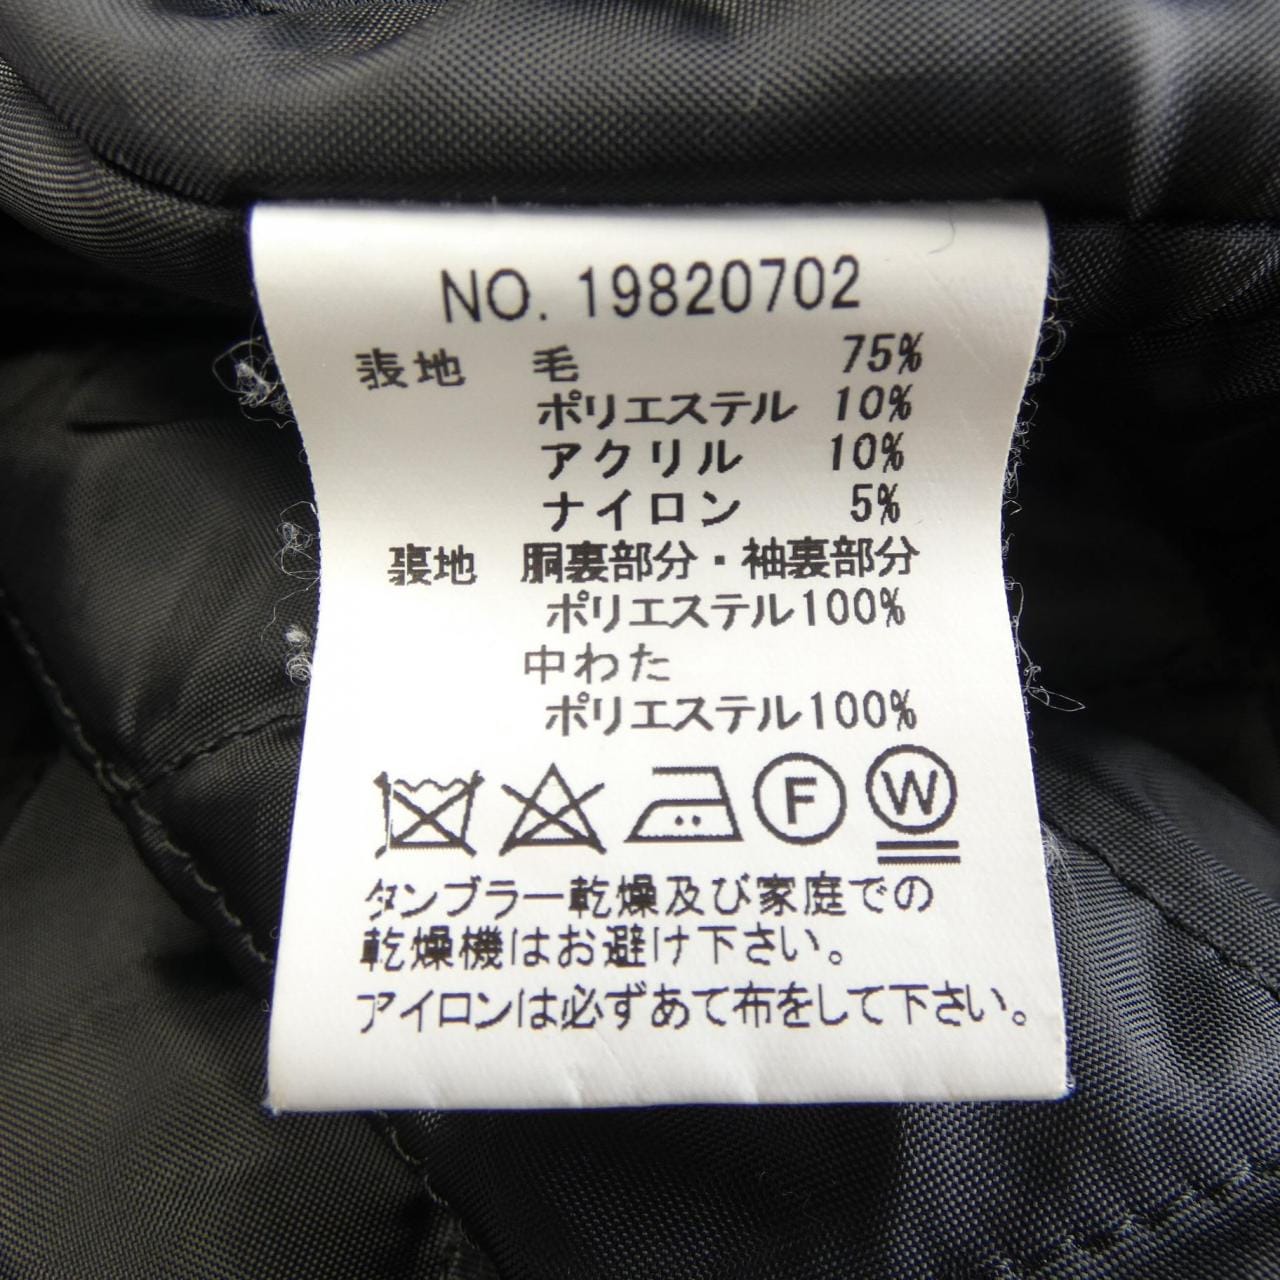 NO. 19820702
表地 毛 75%
ポリエステル 10%
アクリル 10%
ナイロン 5%
裏地 胴裏部分・袖裏部分
ポリエステル100%
中わた
ポリエステル100%
F W
タンブラー乾燥及び家庭での
乾燥機はお避け下さい。
アイロンは必ずあて布をして下さい。